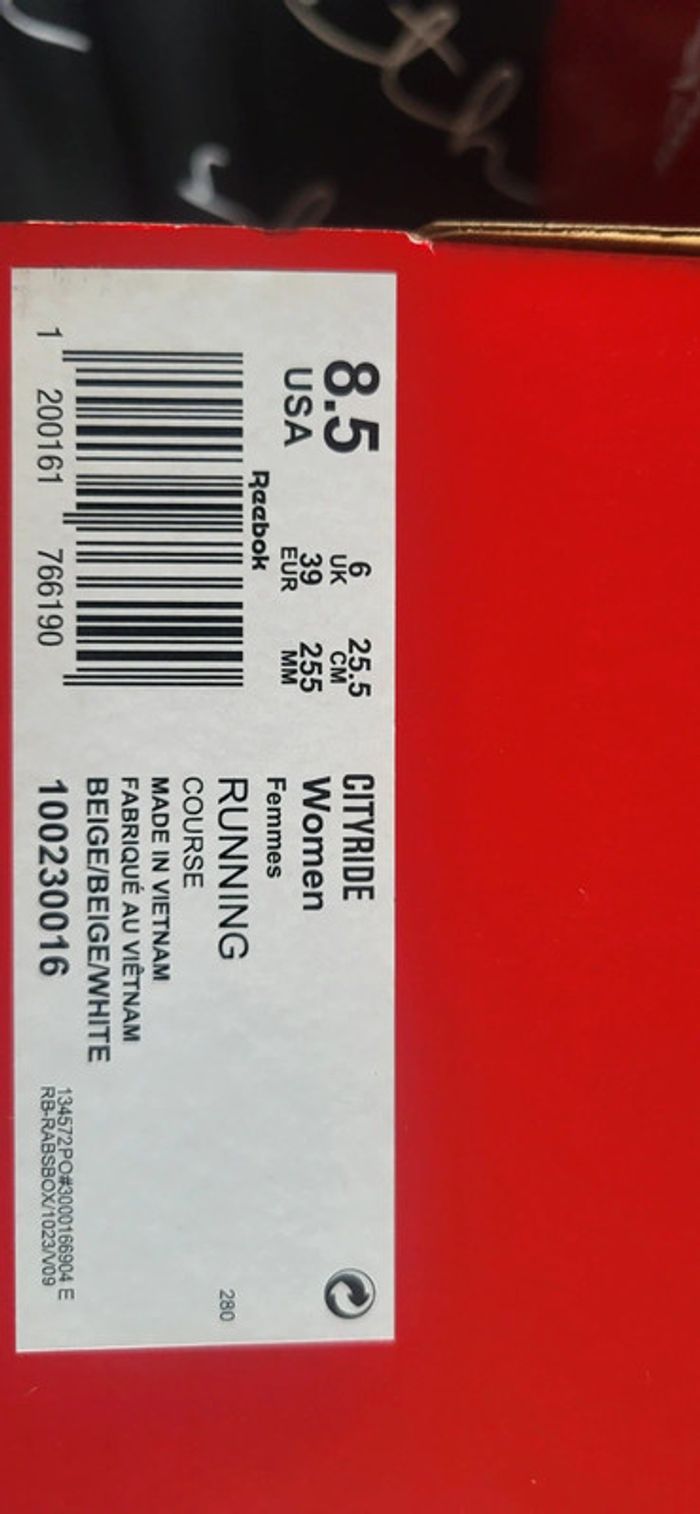 8.5
USA
6
UK
39
EUR
25.5
CM
255
MM
Reebok
1 200161 766190
CITYRIDE
Women
Femmes
RUNNING
COURSE
MADE IN VIETNAM
FABRIQUÉ AU VIÊTNAM
BEIGE/BEIGE/WHITE
100230016
280
134572PO#3000166904 E
RB-RABSBOX/1023/V09